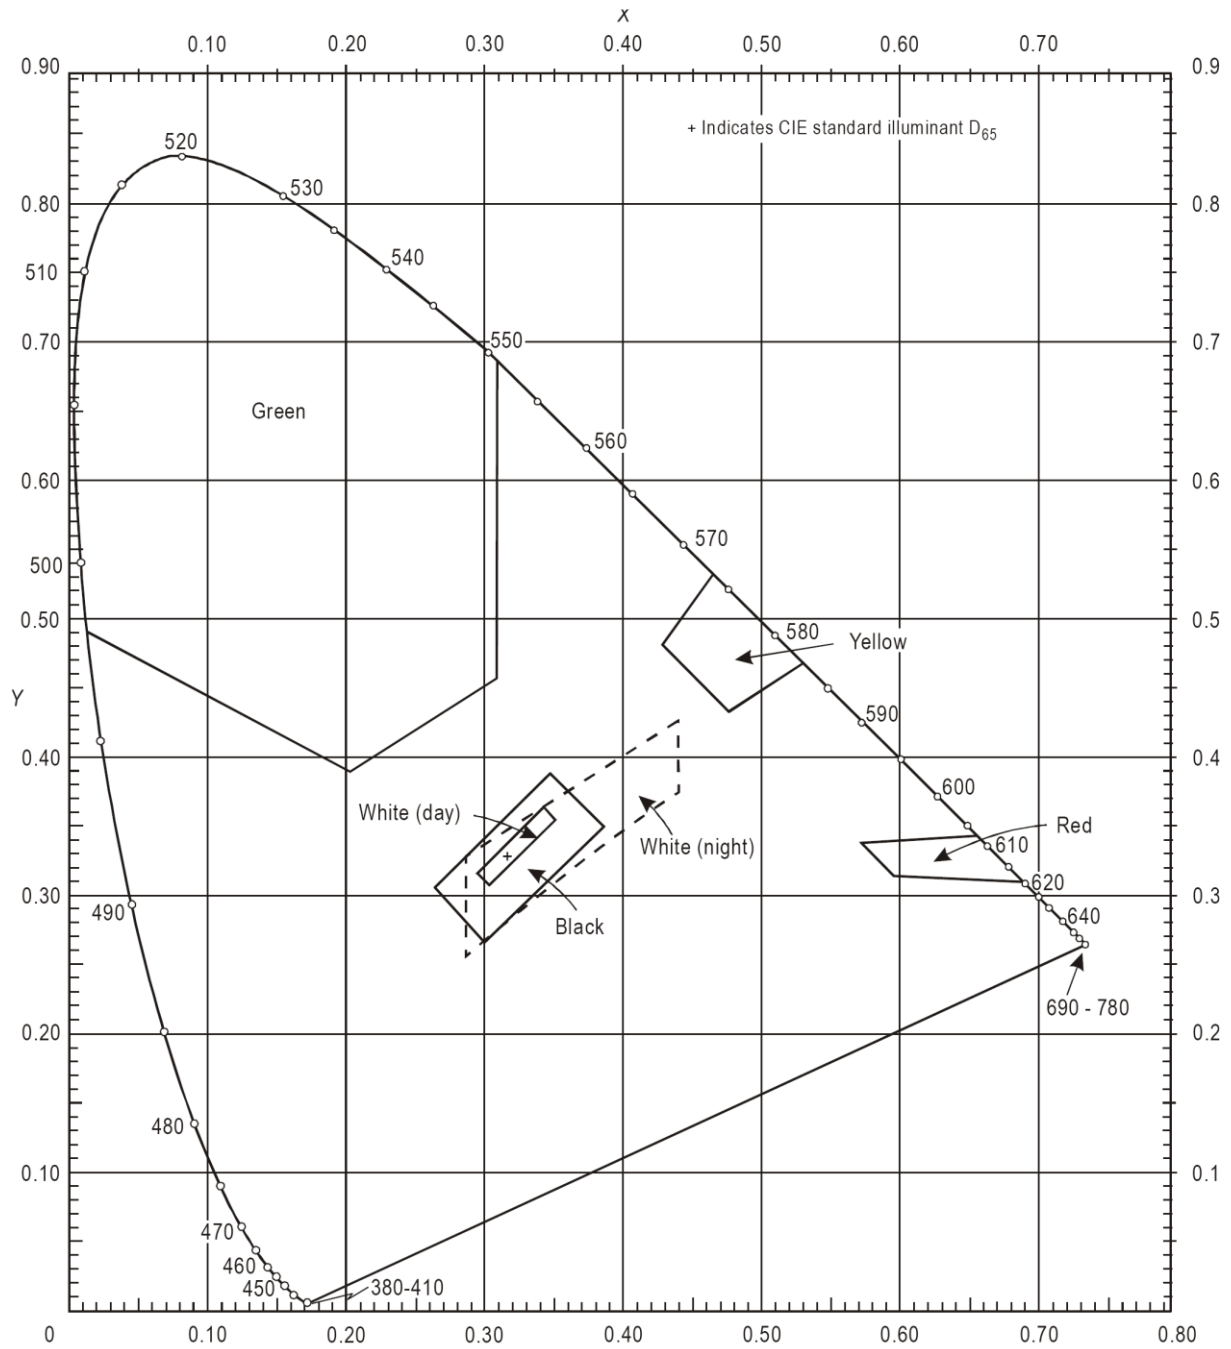 X
0.10 0.20 0.30 0.40 0.50 0.60 0.70
0.90 0.9
+ Indicates CIE standard illuminant D65
520
530
0.80 0.8
540
510
0.70 550 0.7
Green
560
0.60 0.6
570
500
0.50 0.5
580
Yellow
Y
590
0.40 0.4
600
White (day)
Red
White (night)
610
620
0.30 0.3
490
640
Black
690 - 780
0.20 0.2
480
0.10 0.1
470
460
450 380-410
0 0.10 0.20 0.30 0.40 0.50 0.60 0.70 0.80